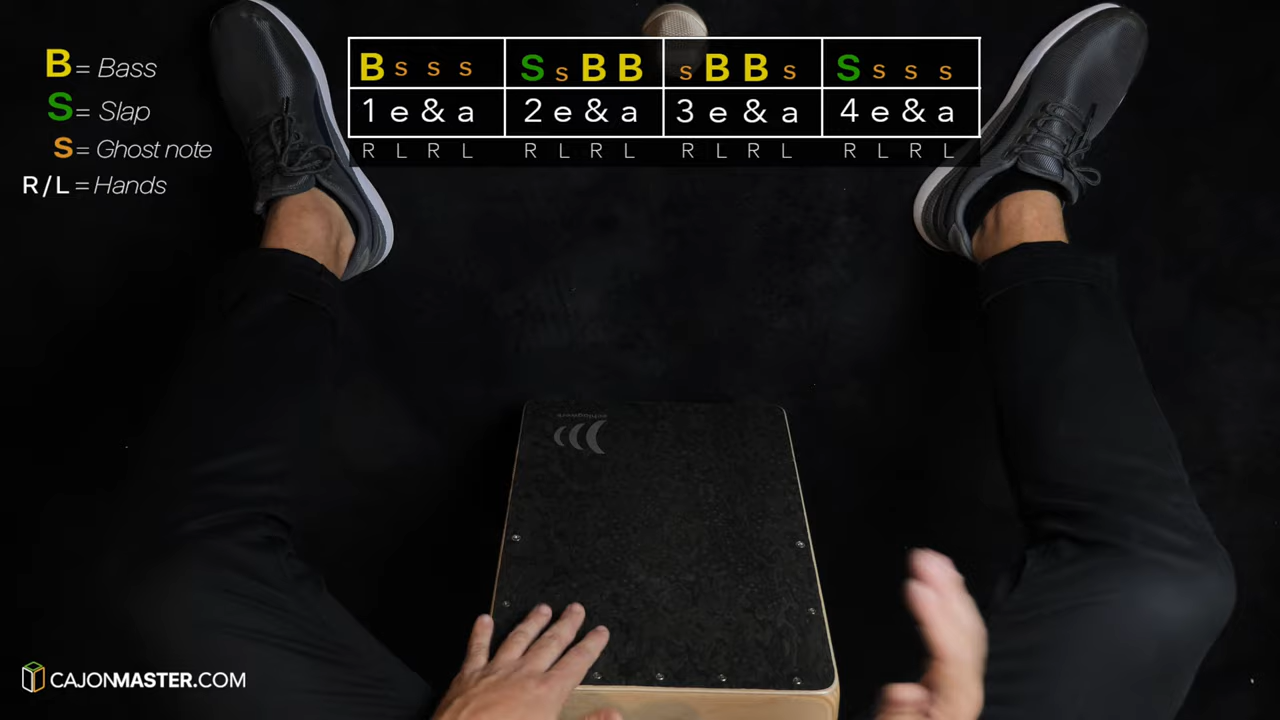 B = Bass
S = Slap
s = Ghost note
R / L = Hands
B s s s S s B B s B B s S s s s
1 e & a 2 e & a 3 e & a 4 e & a
R L R L R L R L R L R L R L R L
CAJONMASTER.COM